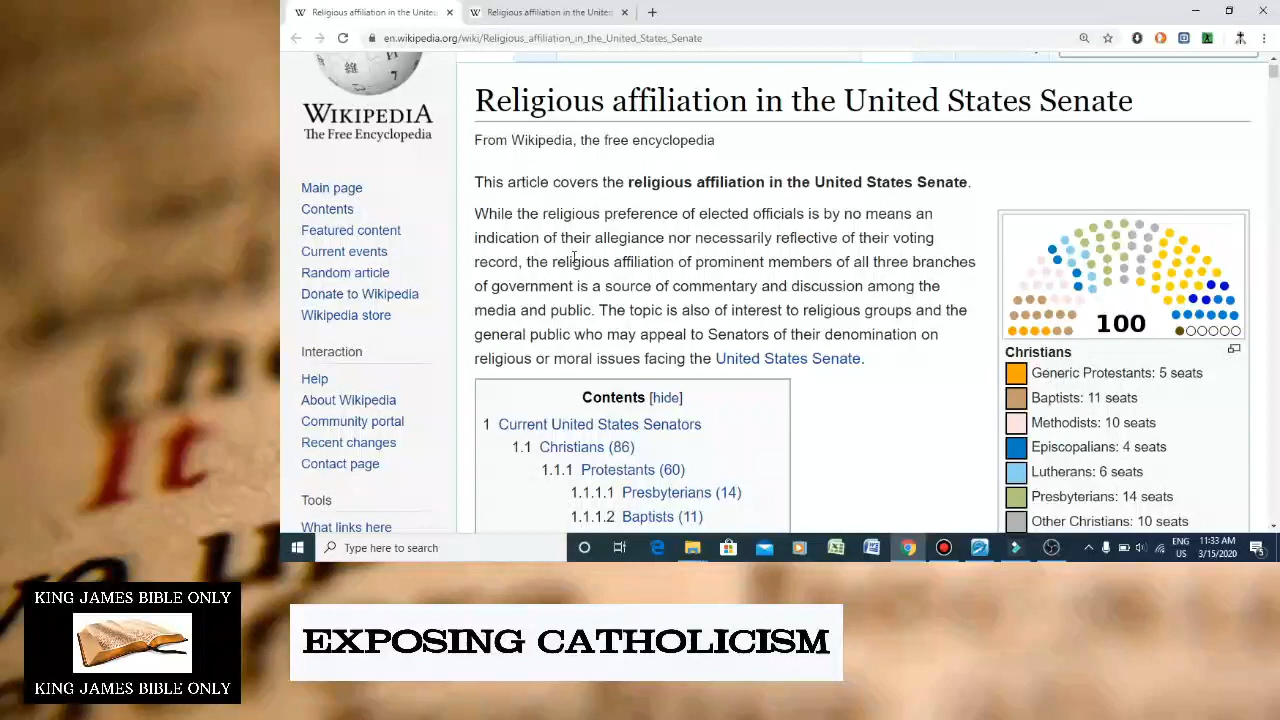 Religious affiliation in the United
Religious affiliation in the United
en.wikipedia.org/wiki/Religious_affiliation_in_the_United_States_Senate
WIKIPEDIA
The Free Encyclopedia
Main page
Contents
Featured content
Current events
Random article
Donate to Wikipedia
Wikipedia store
Interaction
Help
About Wikipedia
Community portal
Recent changes
Contact page
Tools
What links here
Religious affiliation in the United States Senate
From Wikipedia, the free encyclopedia
This article covers the religious affiliation in the United States Senate.
While the religious preference of elected officials is by no means an
indication of their allegiance nor necessarily reflective of their voting
record, the religious affiliation of prominent members of all three branches
of government is a source of commentary and discussion among the
media and public. The topic is also of interest to religious groups and the
general public who may appeal to Senators of their denomination on
religious or moral issues facing the United States Senate.
Contents [hide]
1 Current United States Senators
1.1 Christians (86)
1.1.1 Protestants (60)
1.1.1.1 Presbyterians (14)
1.1.1.2 Baptists (11)
100
Christians
Generic Protestants: 5 seats
Baptists: 11 seats
Methodists: 10 seats
Episcopalians: 4 seats
Lutherans: 6 seats
Presbyterians: 14 seats
Other Christians: 10 seats
Type here to search
ENG
US
11:33 AM
3/15/2020
5
It
KING JAMES BIBLE ONLY
KING JAMES BIBLE ONLY
EXPOSING CATHOLICISM